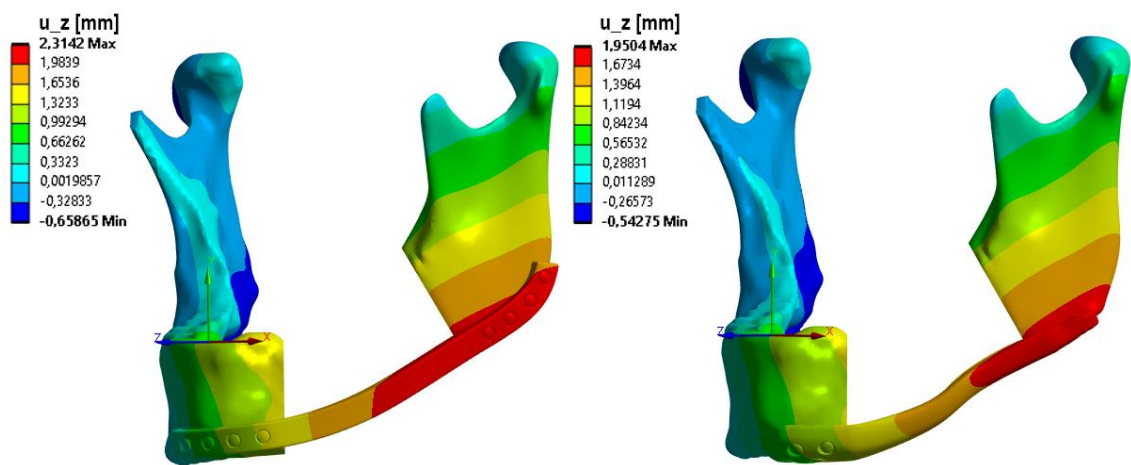 u_z [mm]
2,3142 Max
1,9839
1,6536
1,3233
0,99294
0,66262
0,3323
0,0019857
-0,32833
-0,65865 Min
Y
Z
X
u_z [mm]
1,9504 Max
1,6734
1,3964
1,1194
0,84234
0,56532
0,28831
0,011289
-0,26573
-0,54275 Min
Y
Z
X